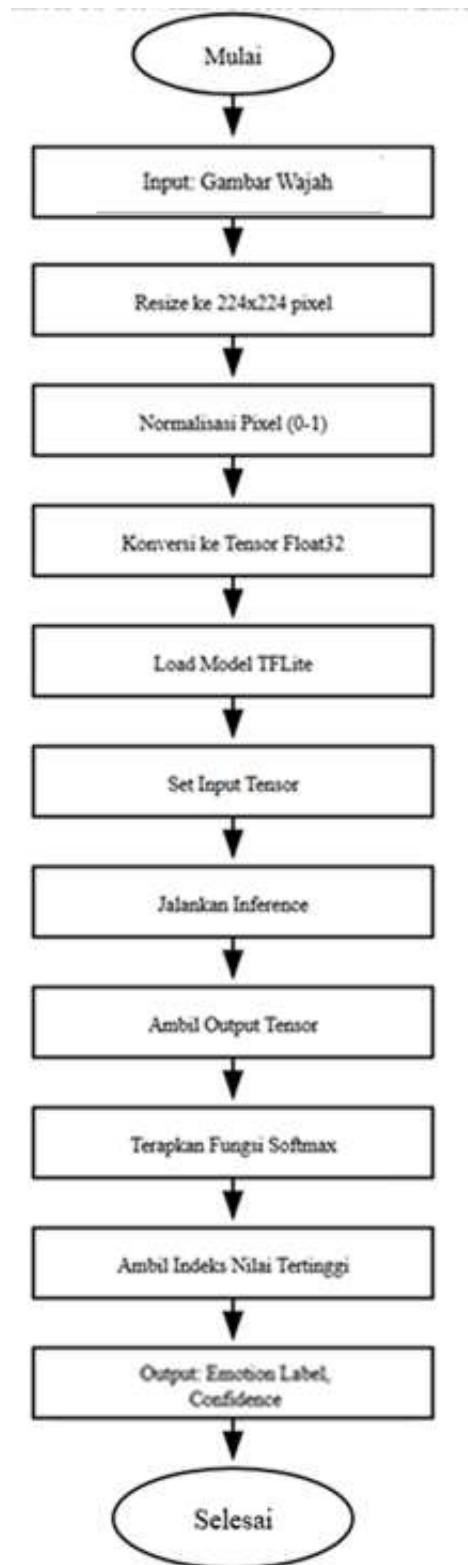 Mulai
Input: Gambar Wajah
Resize ke 224x224 pixel
Normalisasi Pixel (0-1)
Konversi ke Tensor Float32
Load Model TFLite
Set Input Tensor
Jalankan Inference
Ambil Output Tensor
Terapkan Fungsi Softmax
Ambil Indeks Nilai Tertinggi
Output: Emotion Label,
Confidence
Selesai